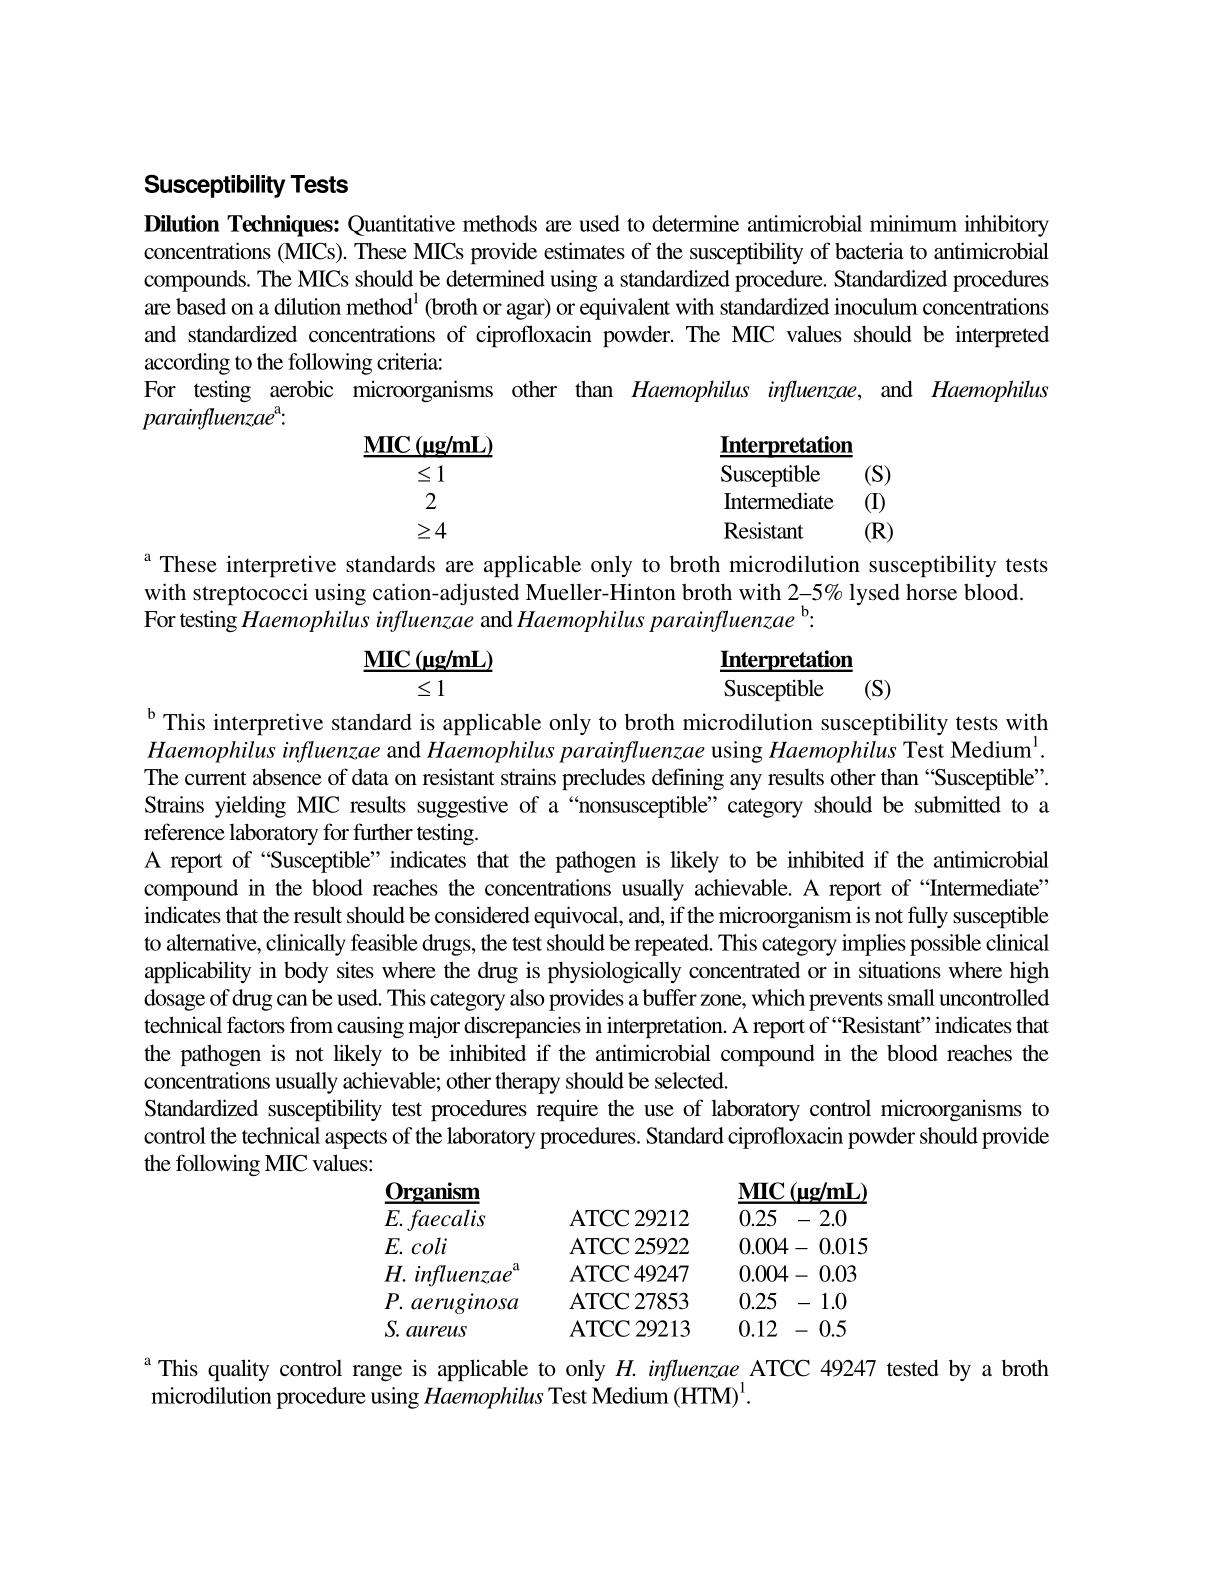 Susceptibility Tests
Dilution Techniques: Quantitative methods are used to determine antimicrobial minimum inhibitory
concentrations (MICs). These MICs provide estimates of the susceptibility of bacteria to antimicrobial
compounds. The MICs should be determined using a standardized procedure. Standardized procedures
are based on a dilution method¹ (broth or agar) or equivalent with standardized inoculum concentrations
and standardized concentrations of ciprofloxacin powder. The MIC values should be interpreted
according to the following criteria:
For testing aerobic microorganisms other than Haemophilus influenzae, and Haemophilus
parainfluenzaeᵃ:
MIC (μg/mL) Interpretation
≤ 1 Susceptible (S)
2 Intermediate (I)
≥ 4 Resistant (R)
ᵃ These interpretive standards are applicable only to broth microdilution susceptibility tests
with streptococci using cation-adjusted Mueller-Hinton broth with 2–5% lysed horse blood.
For testing Haemophilus influenzae and Haemophilus parainfluenzae ᵇ:
MIC (μg/mL) Interpretation
≤ 1 Susceptible (S)
ᵇ This interpretive standard is applicable only to broth microdilution susceptibility tests with
Haemophilus influenzae and Haemophilus parainfluenzae using Haemophilus Test Medium¹.
The current absence of data on resistant strains precludes defining any results other than “Susceptible”.
Strains yielding MIC results suggestive of a “nonsusceptible” category should be submitted to a
reference laboratory for further testing.
A report of “Susceptible” indicates that the pathogen is likely to be inhibited if the antimicrobial
compound in the blood reaches the concentrations usually achievable. A report of “Intermediate”
indicates that the result should be considered equivocal, and, if the microorganism is not fully susceptible
to alternative, clinically feasible drugs, the test should be repeated. This category implies possible clinical
applicability in body sites where the drug is physiologically concentrated or in situations where high
dosage of drug can be used. This category also provides a buffer zone, which prevents small uncontrolled
technical factors from causing major discrepancies in interpretation. A report of “Resistant” indicates that
the pathogen is not likely to be inhibited if the antimicrobial compound in the blood reaches the
concentrations usually achievable; other therapy should be selected.
Standardized susceptibility test procedures require the use of laboratory control microorganisms to
control the technical aspects of the laboratory procedures. Standard ciprofloxacin powder should provide
the following MIC values:
Organism MIC (μg/mL)
E. faecalis ATCC 29212 0.25 – 2.0
E. coli ATCC 25922 0.004 – 0.015
H. influenzaeᵃ ATCC 49247 0.004 – 0.03
P. aeruginosa ATCC 27853 0.25 – 1.0
S. aureus ATCC 29213 0.12 – 0.5
ᵃ This quality control range is applicable to only H. influenzae ATCC 49247 tested by a broth
microdilution procedure using Haemophilus Test Medium (HTM)¹.